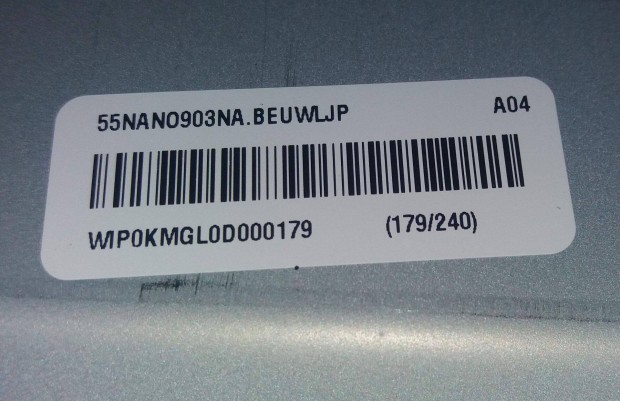 55NANO903NA.BEUWLJP A04
WIP0KMGL0D000179 (179/240)